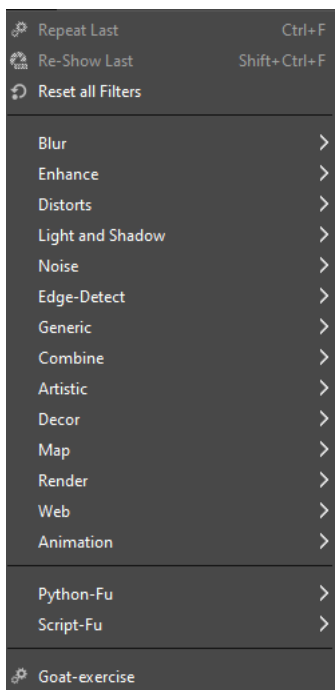 Repeat Last Ctrl+F
Re-Show Last Shift+Ctrl+F
Reset all Filters
Blur
Enhance
Distorts
Light and Shadow
Noise
Edge-Detect
Generic
Combine
Artistic
Decor
Map
Render
Web
Animation
Python-Fu
Script-Fu
Goat-exercise